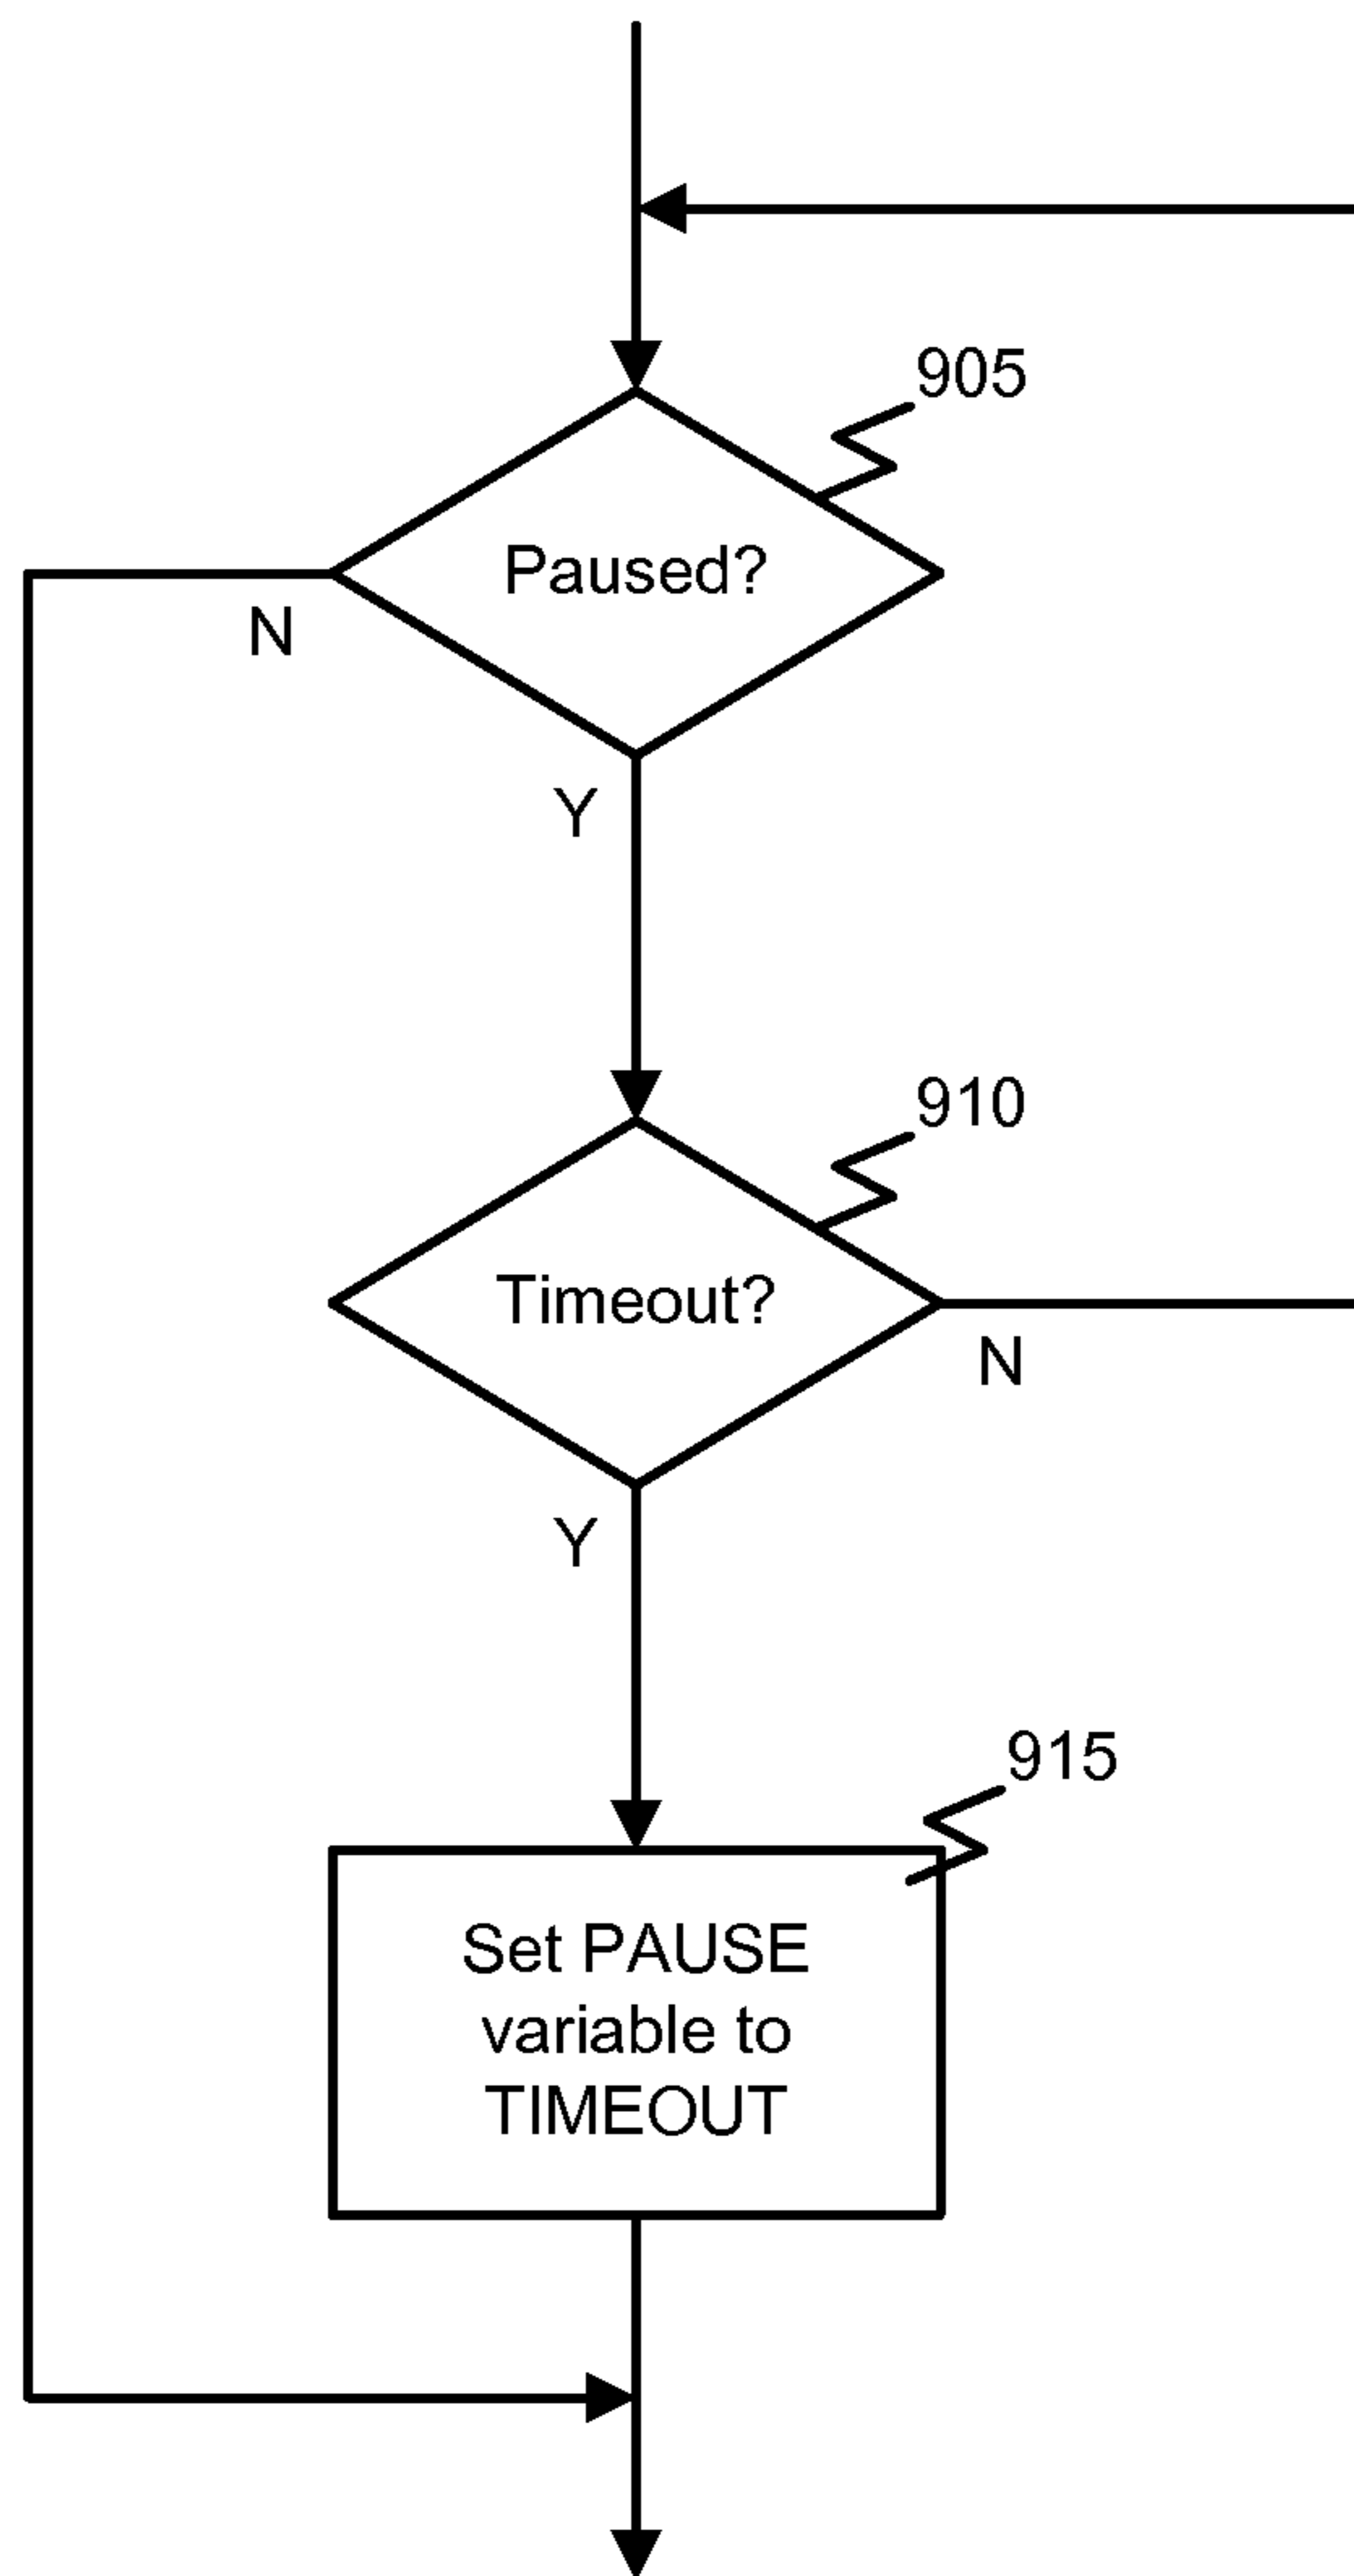 905
Paused?
N
Y
910
Timeout?
N
Y
915
Set PAUSE
variable to
TIMEOUT